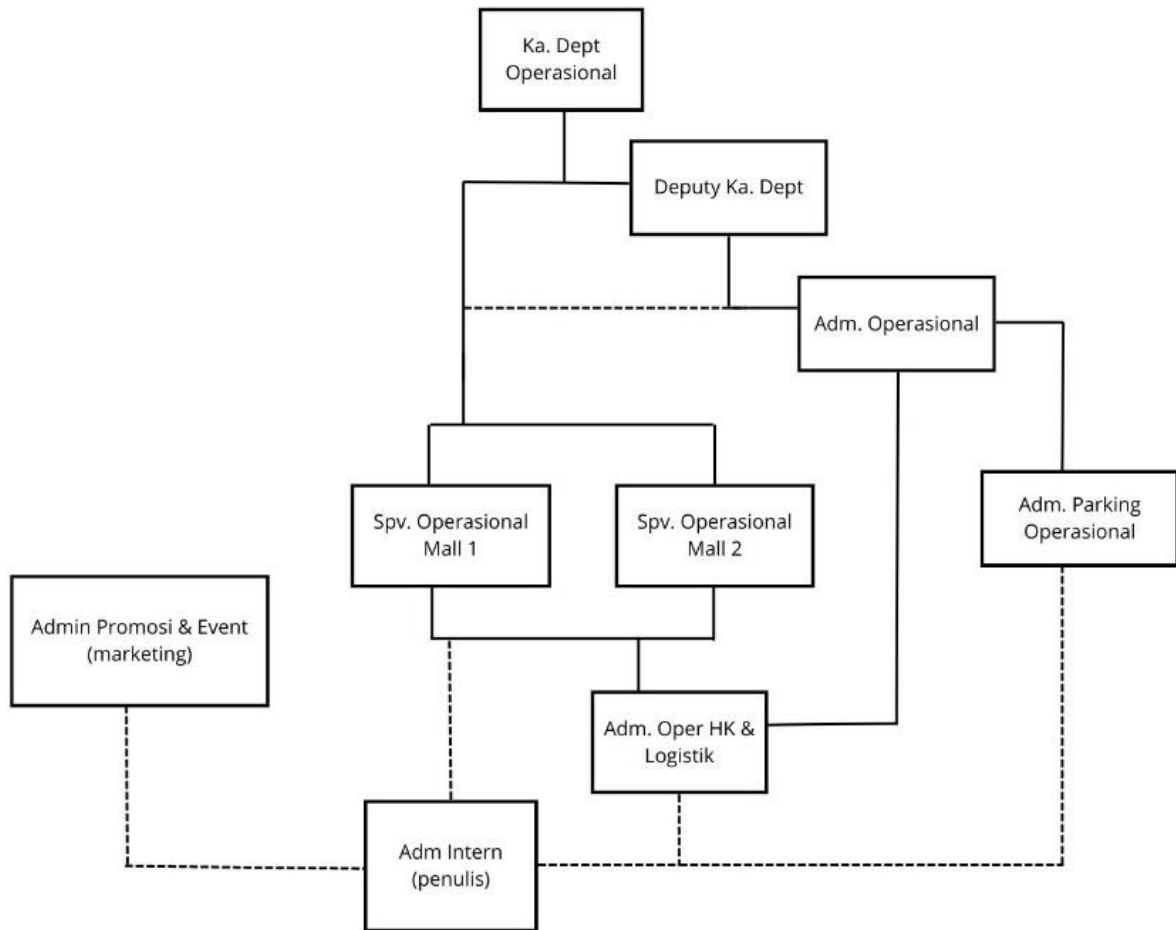 Ka. Dept
Operasional
Deputy Ka. Dept
Adm. Operasional
Spv. Operasional
Mall 1
Spv. Operasional
Mall 2
Adm. Parking
Operasional
Admin Promosi & Event
(marketing)
Adm. Oper HK &
Logistik
Adm Intern
(penulis)